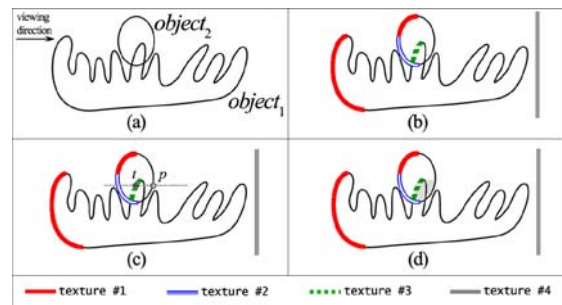 viewing
direction
object2
object1
(a)
(b)
t p
(c)
(d)
texture #1 texture #2 texture #3 texture #4